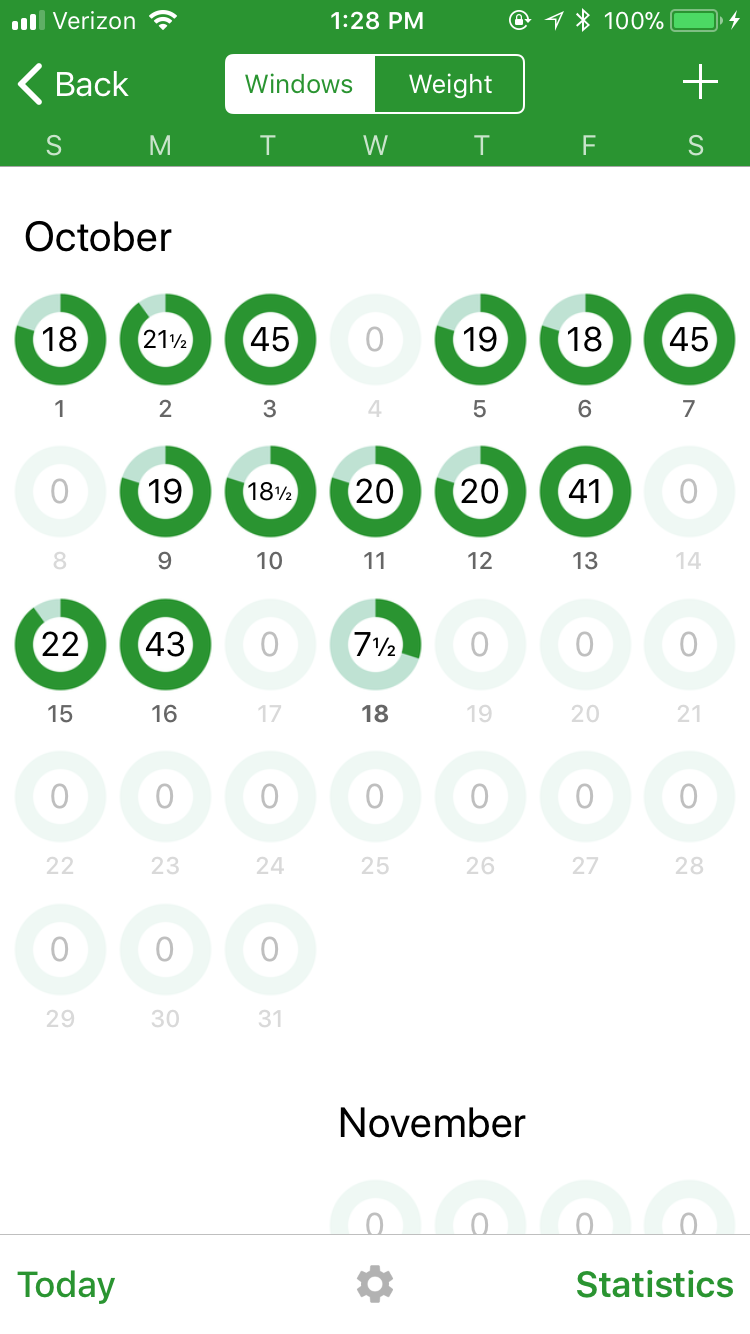 Verizon 1:28 PM 100%
Back Windows Weight +
S M T W T F S
October
18 21½ 45 0 19 18 45
1 2 3 4 5 6 7
0 19 18½ 20 20 41 0
8 9 10 11 12 13 14
22 43 0 7½ 0 0 0
15 16 17 18 19 20 21
0 0 0 0 0 0 0
22 23 24 25 26 27 28
0 0 0
29 30 31
November
0 0 0 0
Today Statistics